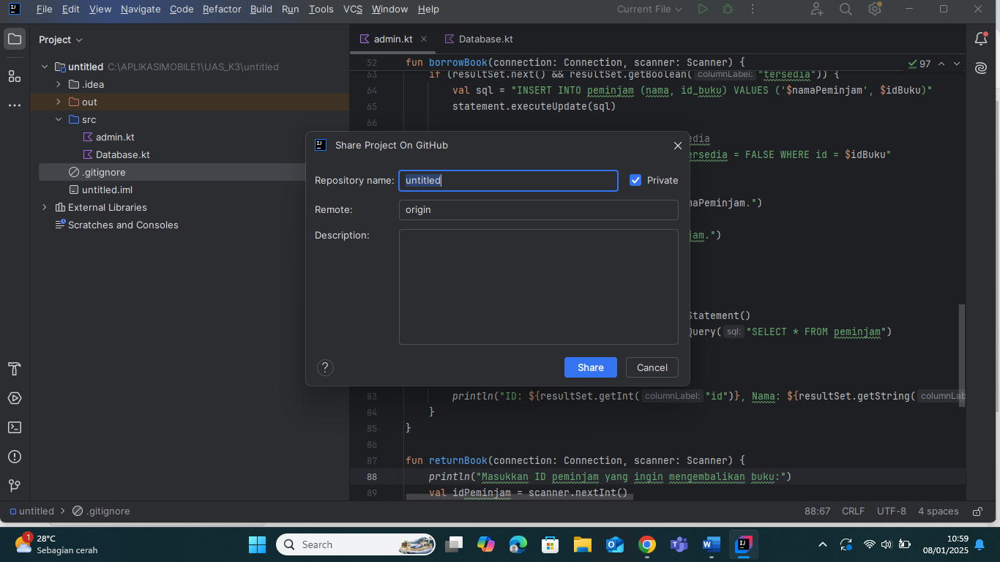 File Edit View Navigate Code Refactor Build Run Tools VCS Window Help Current File
Project
admin.kt
Database.kt
untitled C:\APLIKASIMOBILE1\UAS_K3\untitled
.idea
out
src
admin.kt
Database.kt
.gitignore
untitled.iml
External Libraries
Scratches and Consoles
52 fun borrowBook(connection: Connection, scanner: Scanner) {
97
63 if (resultSet.next() && resultSet.getBoolean( columnLabel: "tersedia")) {
64 val sql = "INSERT INTO peminjam (nama, id_buku) VALUES ('$namaPeminjam', $idBuku)"
65 statement.executeUpdate(sql)
66
edia
ersedia = FALSE WHERE id = $idBuku"
maPeminjam.")
jam.")
Statement()
Query( sql: "SELECT * FROM peminjam")
83 println("ID: ${resultSet.getInt( columnLabel: "id")}, Nama: ${resultSet.getString( columnLab
84 }
85 }
86
87 fun returnBook(connection: Connection, scanner: Scanner) {
88 println("Masukkan ID peminjam yang ingin mengembalikan buku:")
89 val idPeminjam = scanner.nextInt()
Share Project On GitHub
Repository name: untitled Private
Remote: origin
Description:
? Share Cancel
untitled > .gitignore 88:67 CRLF UTF-8 4 spaces
1
28°C
Sebagian cerah
Search
10:59
08/01/2025